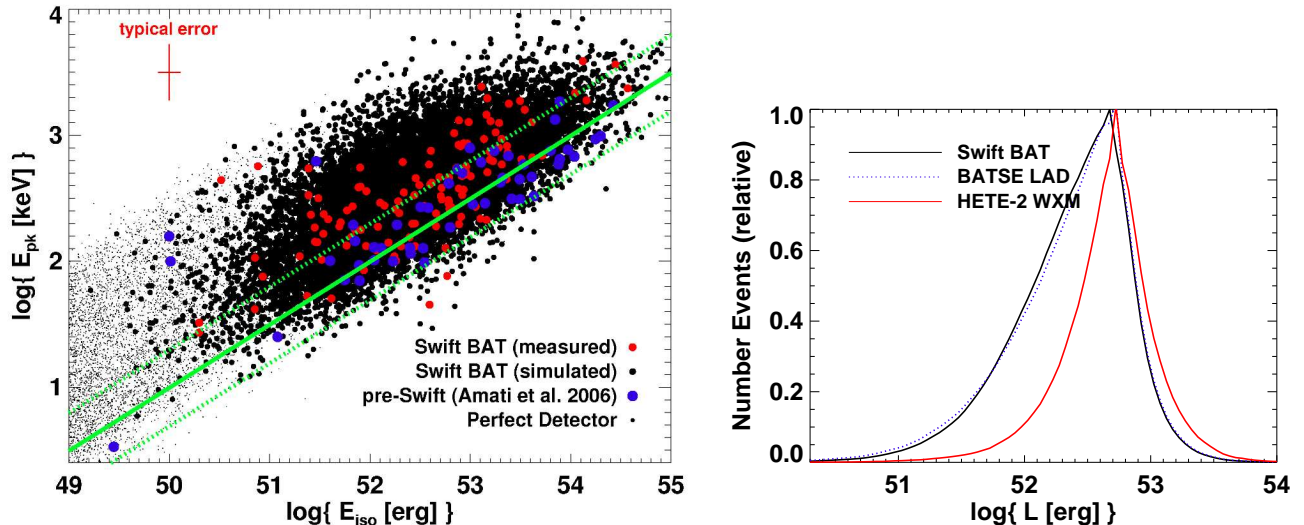 4
3
2
1
log{ E_pk [keV] }
typical error
Swift BAT (measured)
Swift BAT (simulated)
pre-Swift (Amati et al. 2006)
Perfect Detector
49 50 51 52 53 54 55
log{ E_iso [erg] }
1.0
0.8
0.6
0.4
0.2
0.0
Number Events (relative)
Swift BAT
BATSE LAD
HETE-2 WXM
51 52 53 54
log{ L [erg] }